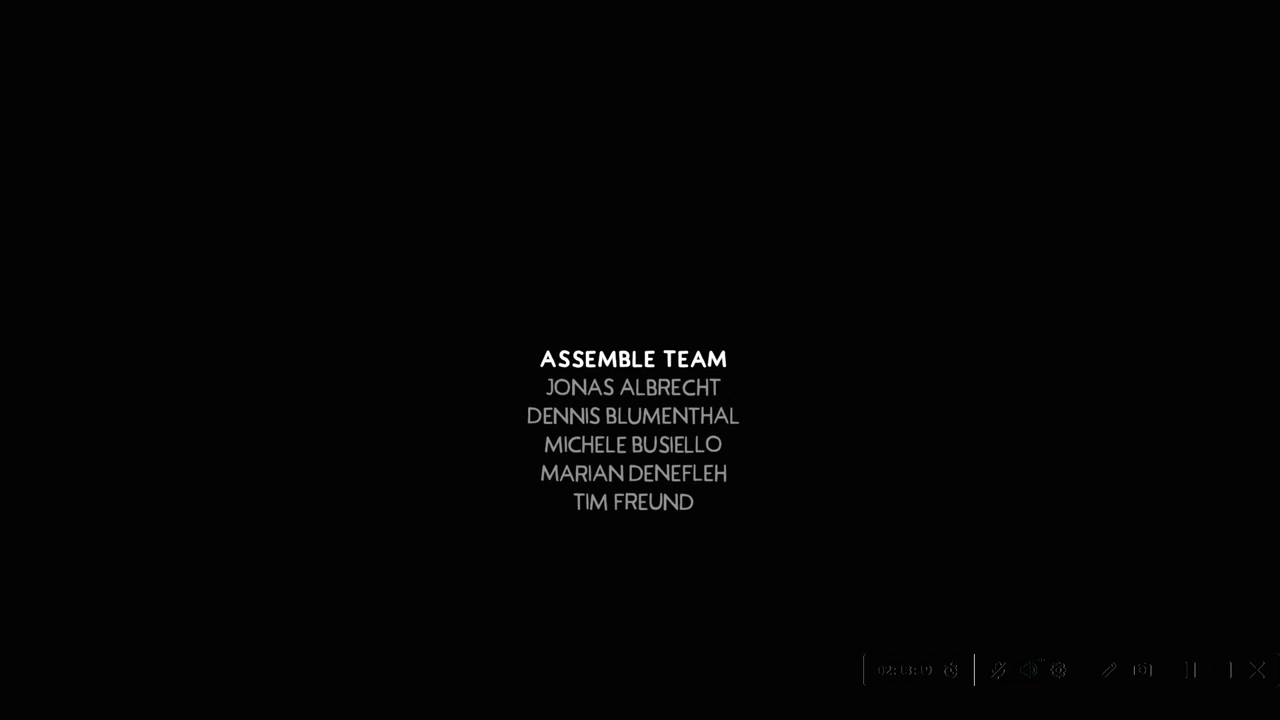 ASSEMBLE TEAM
JONAS ALBRECHT
DENNIS BLUMENTHAL
MICHELE BUSIELLO
MARIAN DENEFLEH
TIM FREUND